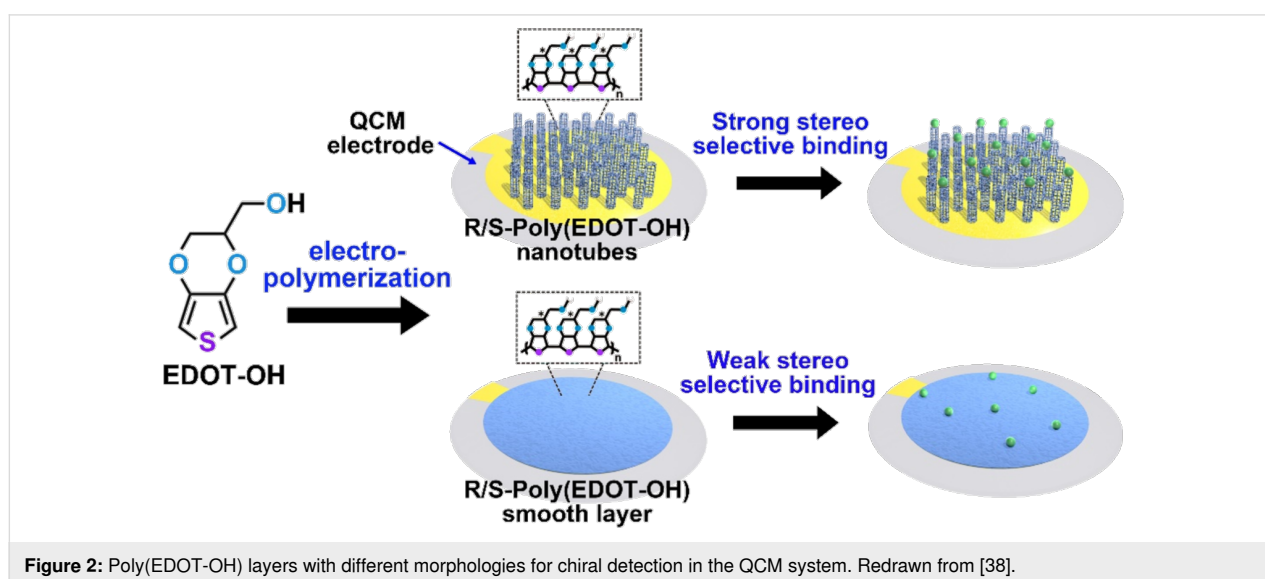 QCM
electrode
Strong stereo
selective binding
n
R/S-Poly(EDOT-OH)
nanotubes
OH
O
O
S
EDOT-OH
electro-
polymerization
n
Weak stereo
selective binding
R/S-Poly(EDOT-OH)
smooth layer
Figure 2: Poly(EDOT-OH) layers with different morphologies for chiral detection in the QCM system. Redrawn from [38].